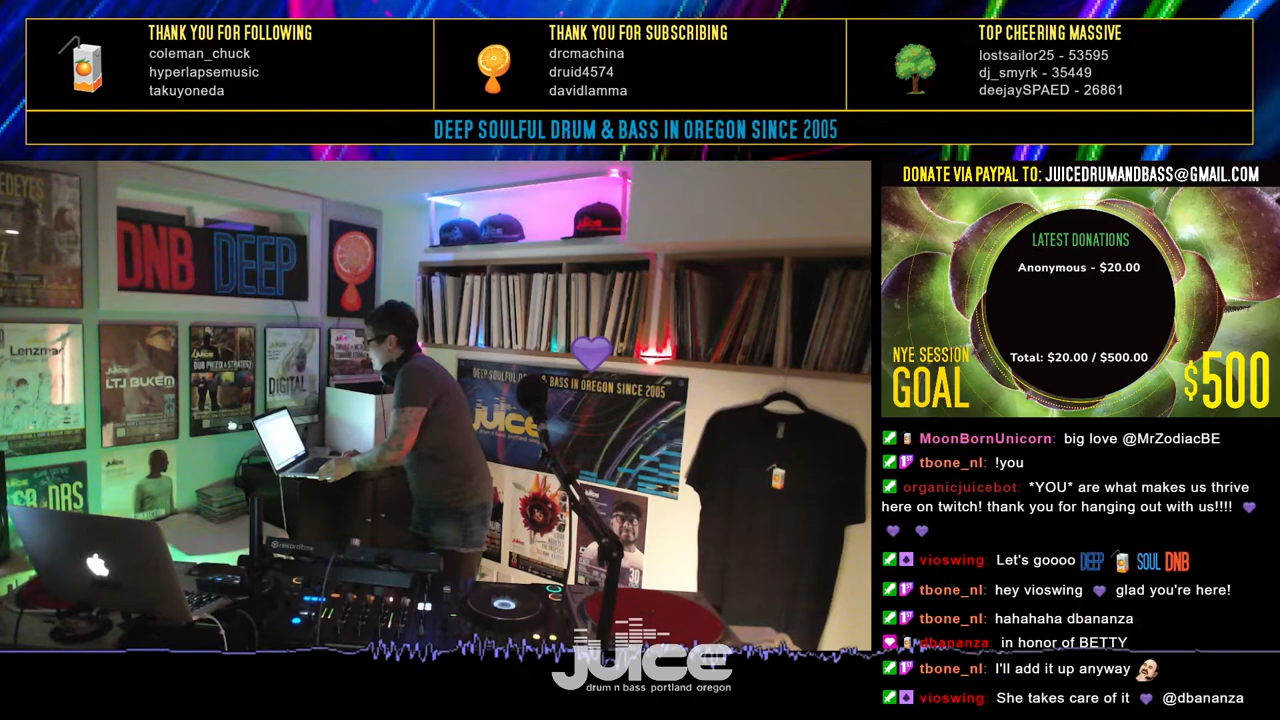 THANK YOU FOR FOLLOWING
coleman_chuck
hyperlapsemusic
takuyoneda
THANK YOU FOR SUBSCRIBING
drcmachina
druid4574
davidlamma
TOP CHEERING MASSIVE
lostsailor25 - 53595
dj_smyrk - 35449
deejaySPAED - 26861
DEEP SOULFUL DRUM & BASS IN OREGON SINCE 2005
DNB DEEP
Lenzman
LTJ BUKEM
DUB PHIZIX & STRATEGY
DIGITAL
DEEP SOULFUL DRUM & BASS IN OREGON SINCE 2005
juice
rekordbox
juice
drum n bass portland oregon
DONATE VIA PAYPAL TO: JUICEDRUMANDBASS@GMAIL.COM
LATEST DONATIONS
Anonymous - $20.00
Total: $20.00 / $500.00
NYE SESSION
GOAL
$500
MoonBornUnicorn: big love @MrZodiacBE
tbone_nl: !you
organicjuicebot: *YOU* are what makes us thrive
here on twitch! thank you for hanging out with us!!!!
vioswing: Let's goooo DEEP SOUL DNB
tbone_nl: hey vioswing glad you're here!
tbone_nl: hahahaha dbananza
dbananza: in honor of BETTY
tbone_nl: I'll add it up anyway
vioswing: She takes care of it @dbananza